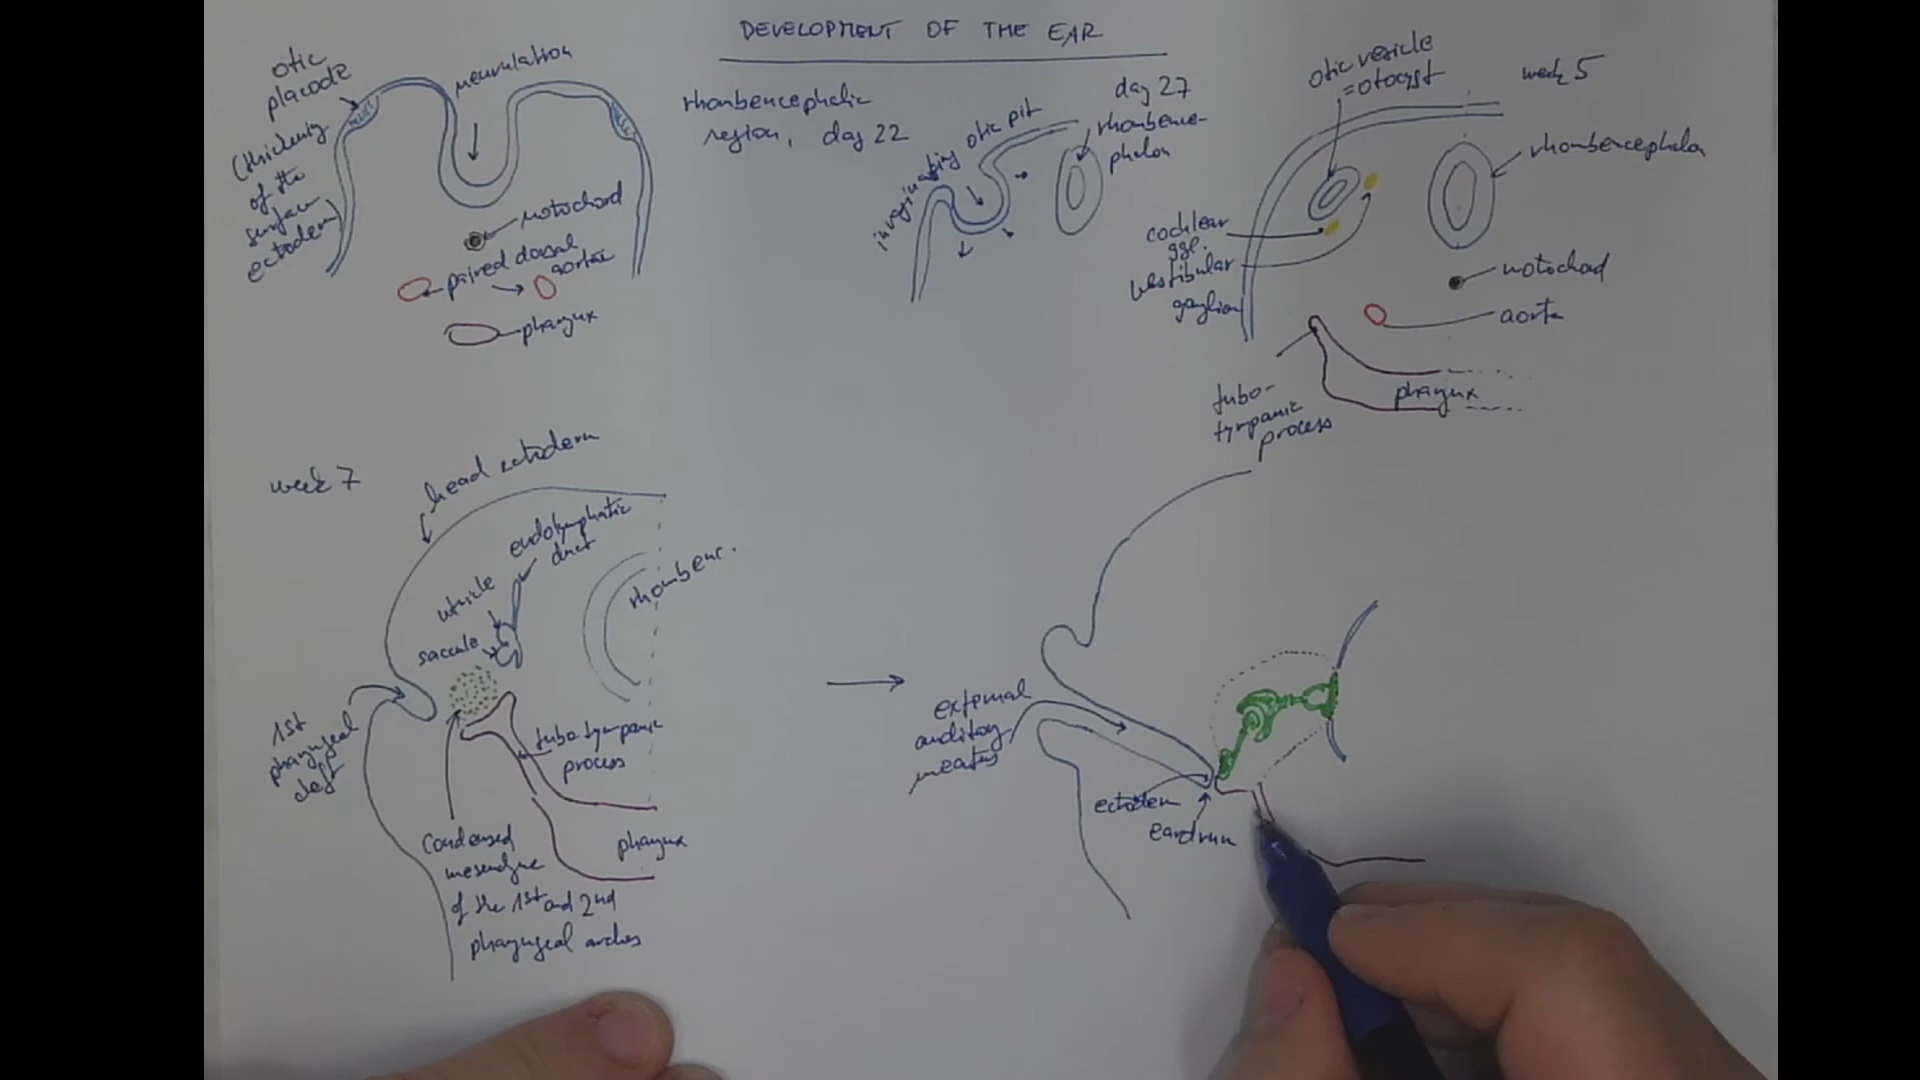 DEVELOPMENT OF THE EAR
otic
placode
(thickening
of the
surface
ectoderm)
neurulation
notochord
paired dorsal
aortae
pharynx
rhombencephalic
region, day 22
day 27
invaginating otic pit
rhombence-
phalon
otic vesicle
=otocyst
week 5
rhombencephalon
cochlear
ggl.
vestibular
ganglion
notochord
aorta
tubo-
tympanic
process
pharynx
week 7
head ectoderm
endolymphatic
duct
utricle
saccule
rhombenc.
1st
pharyngeal
cleft
tubotympanic
process
pharynx
Condensed
mesenchyme
of the 1st and 2nd
pharyngeal arches
external
auditory
meatus
ectoderm
eardrum